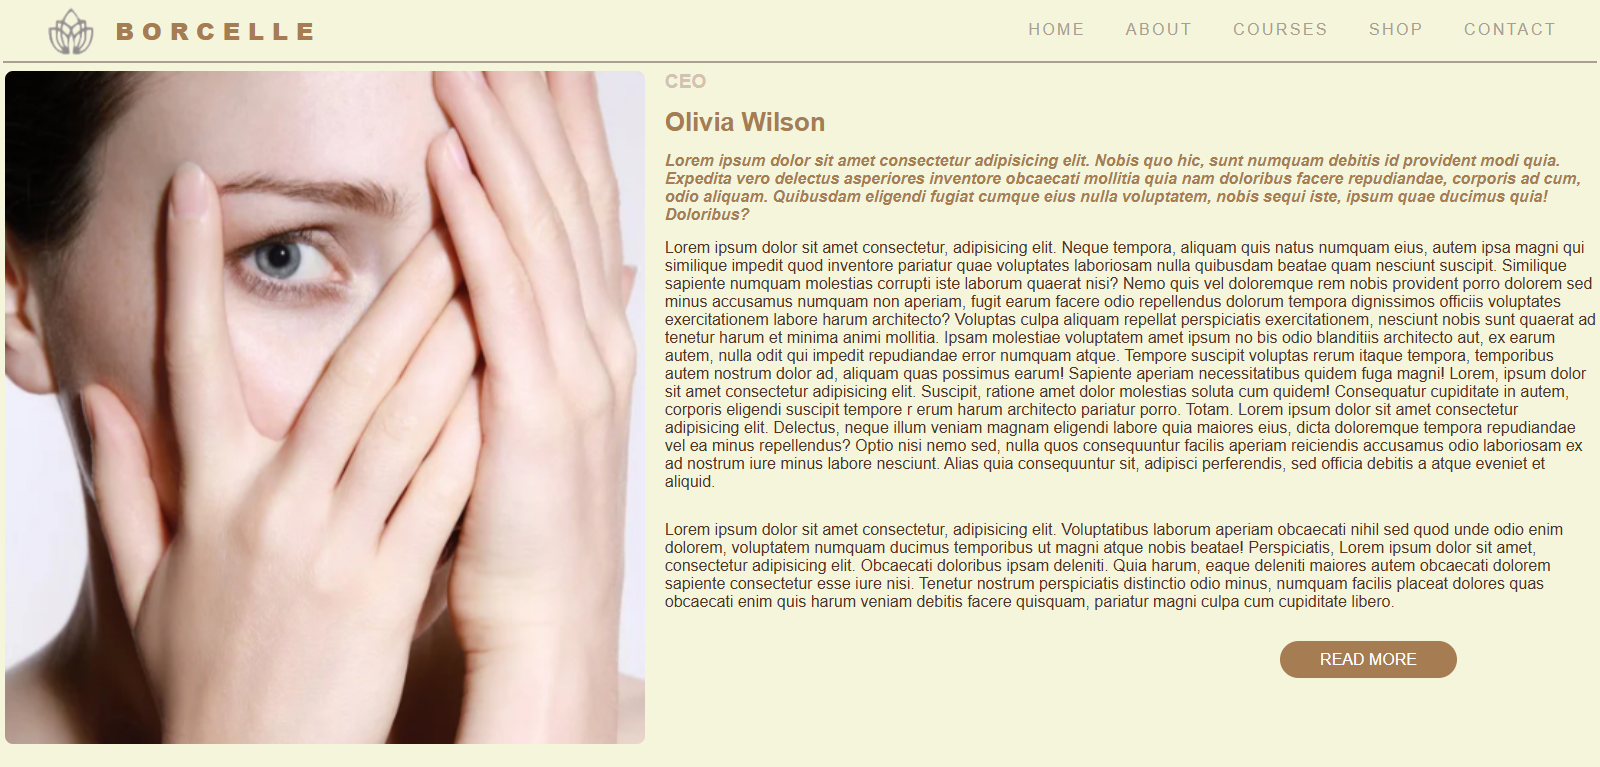 BORCELLE
HOME ABOUT COURSES SHOP CONTACT
CEO
Olivia Wilson
Lorem ipsum dolor sit amet consectetur adipisicing elit. Nobis quo hic, sunt numquam debitis id provident modi quia.
Expedita vero delectus asperiores inventore obcaecati mollitia quia nam doloribus facere repudiandae, corporis ad cum,
odio aliquam. Quibusdam eligendi fugiat cumque eius nulla voluptatem, nobis sequi iste, ipsum quae ducimus quia!
Doloribus?
Lorem ipsum dolor sit amet consectetur, adipisicing elit. Neque tempora, aliquam quis natus numquam eius, autem ipsa magni qui
similique impedit quod inventore pariatur quae voluptates laboriosam nulla quibusdam beatae quam nesciunt suscipit. Similique
sapiente numquam molestias corrupti iste laborum quaerat nisi? Nemo quis vel doloremque rem nobis provident porro dolorem sed
minus accusamus numquam non aperiam, fugit earum facere odio repellendus dolorum tempora dignissimos officiis voluptates
exercitationem labore harum architecto? Voluptas culpa aliquam repellat perspiciatis exercitationem, nesciunt nobis sunt quaerat ad
tenetur harum et minima animi mollitia. Ipsam molestiae voluptatem amet ipsum no bis odio blanditiis architecto aut, ex earum
autem, nulla odit qui impedit repudiandae error numquam atque. Tempore suscipit voluptas rerum itaque tempora, temporibus
autem nostrum dolor ad, aliquam quas possimus earum! Sapiente aperiam necessitatibus quidem fuga magni! Lorem, ipsum dolor
sit amet consectetur adipisicing elit. Suscipit, ratione amet dolor molestias soluta cum quidem! Consequatur cupiditate in autem,
corporis eligendi suscipit tempore r erum harum architecto pariatur porro. Totam. Lorem ipsum dolor sit amet consectetur
adipisicing elit. Delectus, neque illum veniam magnam eligendi labore quia maiores eius, dicta doloremque tempora repudiandae
vel ea minus repellendus? Optio nisi nemo sed, nulla quos consequuntur facilis aperiam reiciendis accusamus odio laboriosam ex
ad nostrum iure minus labore nesciunt. Alias quia consequuntur sit, adipisci perferendis, sed officia debitis a atque eveniet et
aliquid.
Lorem ipsum dolor sit amet consectetur, adipisicing elit. Voluptatibus laborum aperiam obcaecati nihil sed quod unde odio enim
dolorem, voluptatem numquam ducimus temporibus ut magni atque nobis beatae! Perspiciatis, Lorem ipsum dolor sit amet,
consectetur adipisicing elit. Obcaecati doloribus ipsam deleniti. Quia harum, eaque deleniti maiores autem obcaecati dolorem
sapiente consectetur esse iure nisi. Tenetur nostrum perspiciatis distinctio odio minus, numquam facilis placeat dolores quas
obcaecati enim quis harum veniam debitis facere quisquam, pariatur magni culpa cum cupiditate libero.
READ MORE